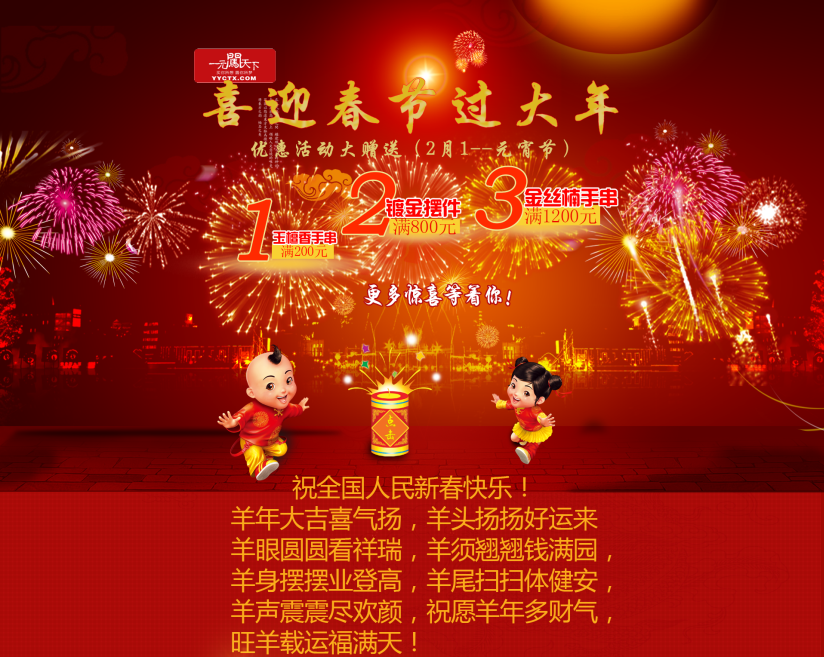 一元闖天下
YYCTX.COM
喜迎春节过大年
优惠活动大赠送（2月1--元宵节）
1 玉檀香手串
满200元
2 镀金摆件
满800元
3 金丝楠手串
满1200元
更多惊喜等着你！
点击
祝全国人民新春快乐！
羊年大吉喜气扬，羊头扬扬好运来
羊眼圆圆看祥瑞，羊须翘翘钱满园，
羊身摆摆业登高，羊尾扫扫体健安，
羊声震震尽欢颜，祝愿羊年多财气，
旺羊载运福满天！